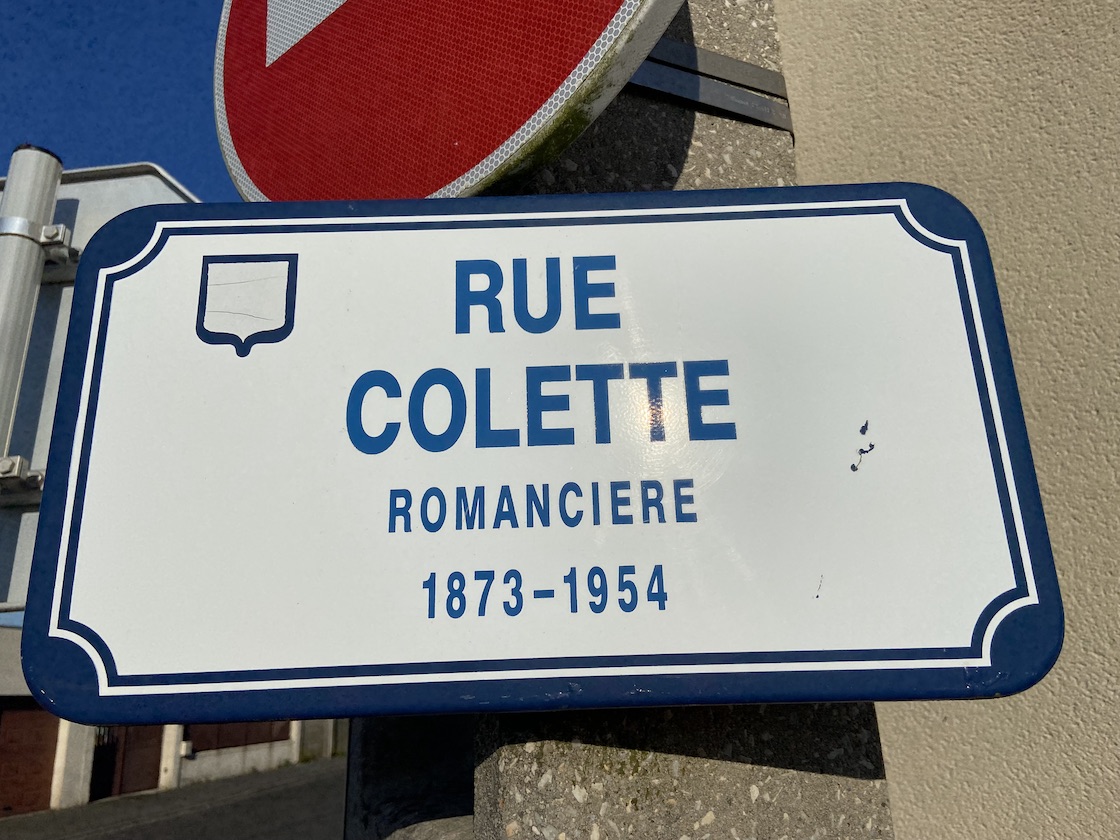 RUE
COLETTE
ROMANCIERE
1873-1954